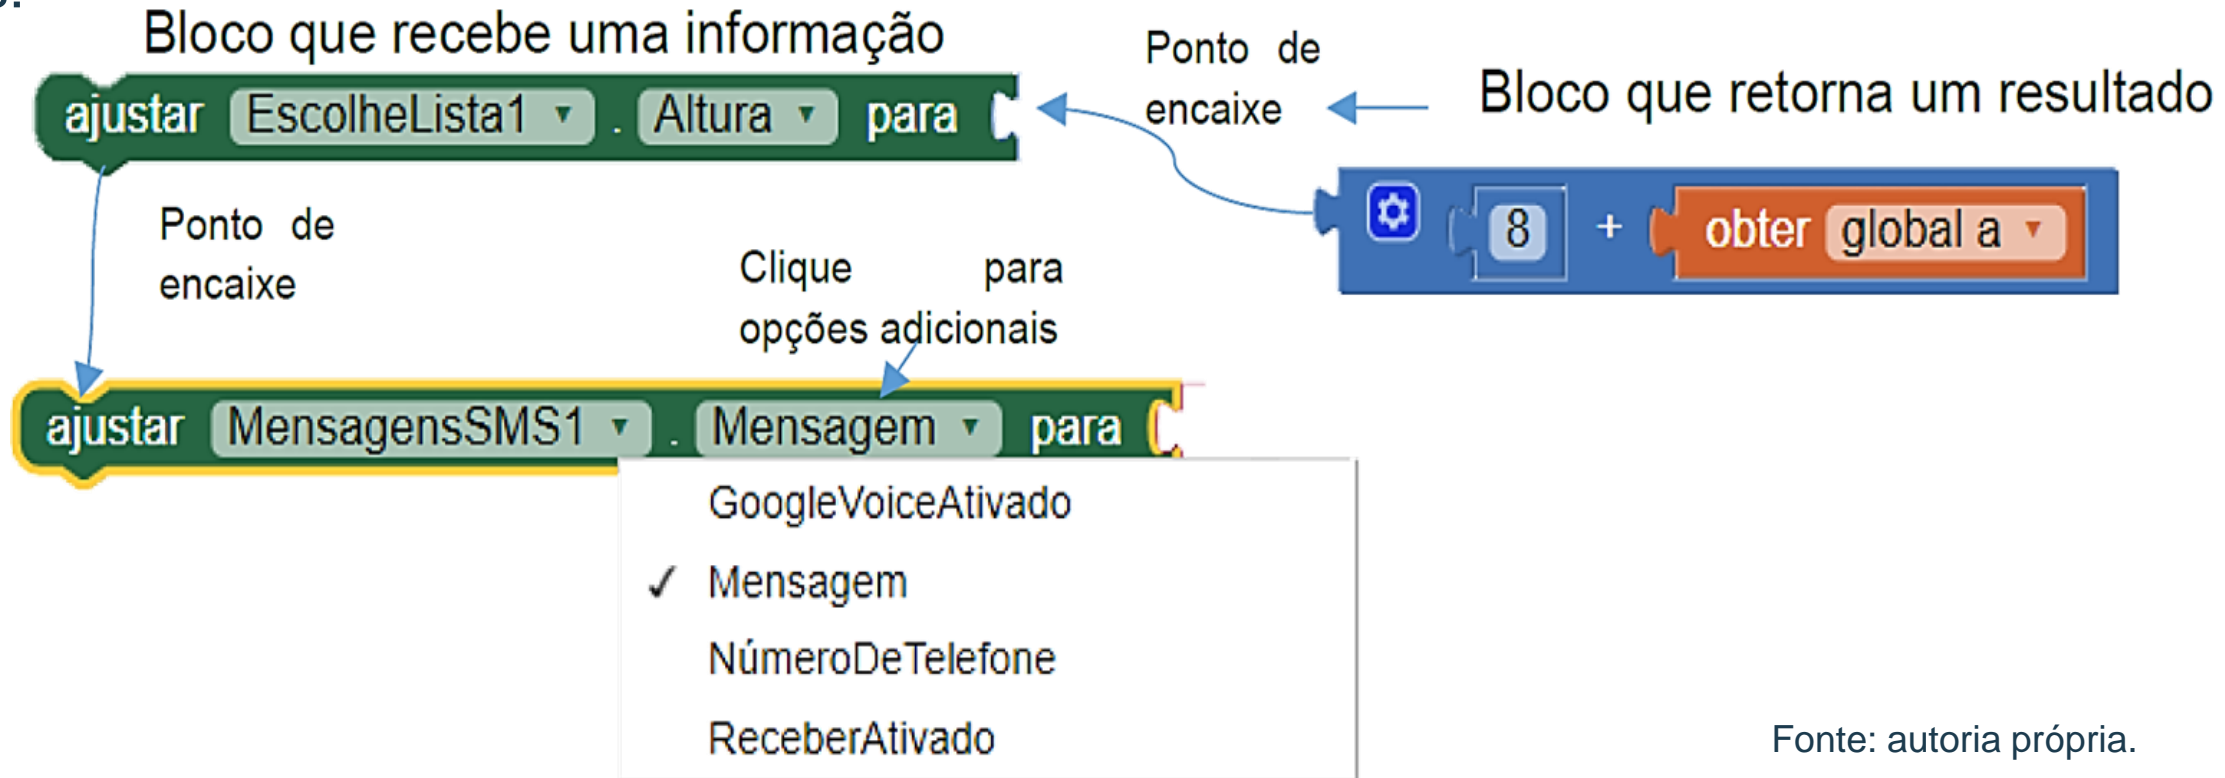 Bloco que recebe uma informação
Ponto de
encaixe
Bloco que retorna um resultado
ajustar EscolheLista1 . Altura para
8 + obter global a
Ponto de
encaixe
Clique para
opções adicionais
ajustar MensagensSMS1 . Mensagem para
GoogleVoiceAtivado
✓ Mensagem
NúmeroDeTelefone
ReceberAtivado
Fonte: autoria própria.